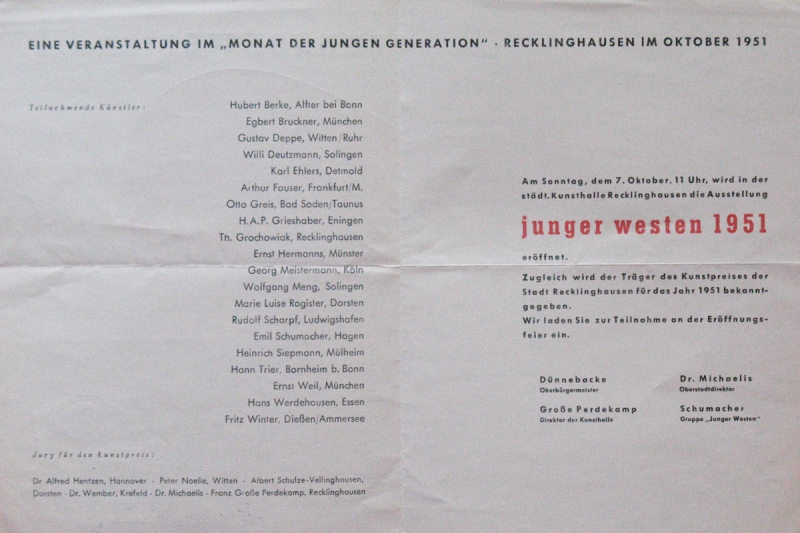 EINE VERANSTALTUNG IM „MONAT DER JUNGEN GENERATION“ · RECKLINGHAUSEN IM OKTOBER 1951
Teilnehmende Künstler:
Hubert Berke, Alfter bei Bonn
Egbert Bruckner, München
Gustav Deppe, Witten/Ruhr
Willi Deutzmann, Solingen
Karl Ehlers, Detmold
Arthur Fauser, Frankfurt/M.
Otto Greis, Bad Soden/Taunus
H.A.P. Grieshaber, Eningen
Th. Grochowiak, Recklinghausen
Ernst Hermanns, Münster
Georg Meistermann, Köln
Wolfgang Meng, Solingen
Marie Luise Rogister, Dorsten
Rudolf Scharpf, Ludwigshafen
Emil Schumacher, Hagen
Heinrich Siepmann, Mülheim
Hann Trier, Bornheim b. Bonn
Ernst Weil, München
Hans Werdehausen, Essen
Fritz Winter, Dießen/Ammersee
Jury für den Kunstpreis:
Dr Alfred Hentzen, Hannover · Peter Noelle, Witten · Albert Schulze-Vellinghausen,
Dorsten · Dr. Wember, Krefeld · Dr. Michaelis · Franz Große Perdekamp, Recklinghausen
Am Sonntag, dem 7. Oktober, 11 Uhr, wird in der
städt. Kunsthalle Recklinghausen die Ausstellung
junger westen 1951
eröffnet.
Zugleich wird der Träger des Kunstpreises der
Stadt Recklinghausen für das Jahr 1951 bekannt-
gegeben.
Wir laden Sie zur Teilnahme an der Eröffnungs-
feier ein.
Dünnebacke
Oberbürgermeister
Dr. Michaelis
Oberstadtdirektor
Große Perdekamp
Direktor der Kunsthalle
Schumacher
Gruppe „Junger Westen“